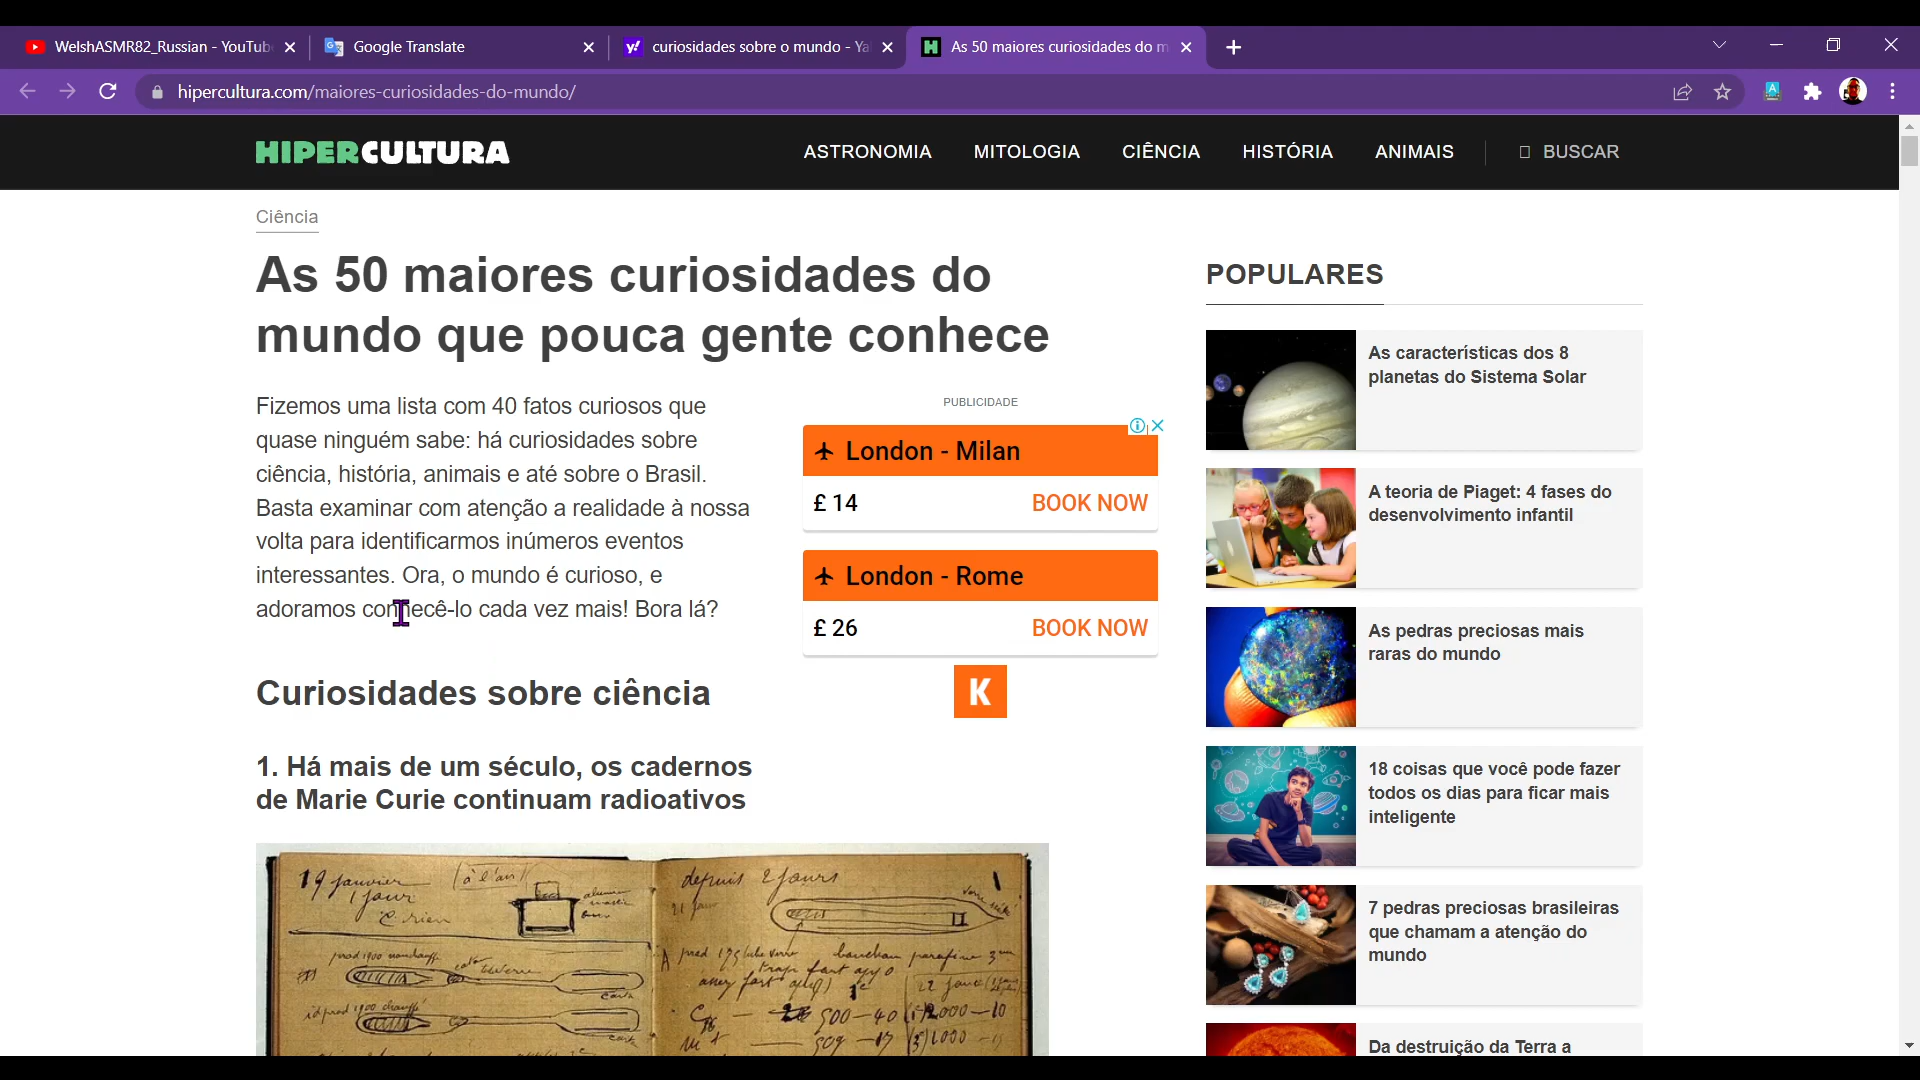 WelshASMR82_Russian - YouTub
Google Translate
curiosidades sobre o mundo - Ya
As 50 maiores curiosidades do m
hipercultura.com/maiores-curiosidades-do-mundo/
HIPERCULTURA
ASTRONOMIA
MITOLOGIA
CIÊNCIA
HISTÓRIA
ANIMAIS
BUSCAR
Ciência
As 50 maiores curiosidades do
mundo que pouca gente conhece
Fizemos uma lista com 40 fatos curiosos que
quase ninguém sabe: há curiosidades sobre
ciência, história, animais e até sobre o Brasil.
Basta examinar com atenção a realidade à nossa
volta para identificarmos inúmeros eventos
interessantes. Ora, o mundo é curioso, e
adoramos conhecê-lo cada vez mais! Bora lá?
PUBLICIDADE
London - Milan
£ 14
BOOK NOW
London - Rome
£ 26
BOOK NOW
K
Curiosidades sobre ciência
1. Há mais de um século, os cadernos
de Marie Curie continuam radioativos
19 janvier
depuis 2 jours
POPULARES
As características dos 8
planetas do Sistema Solar
A teoria de Piaget: 4 fases do
desenvolvimento infantil
As pedras preciosas mais
raras do mundo
18 coisas que você pode fazer
todos os dias para ficar mais
inteligente
7 pedras preciosas brasileiras
que chamam a atenção do
mundo
Da destruição da Terra a